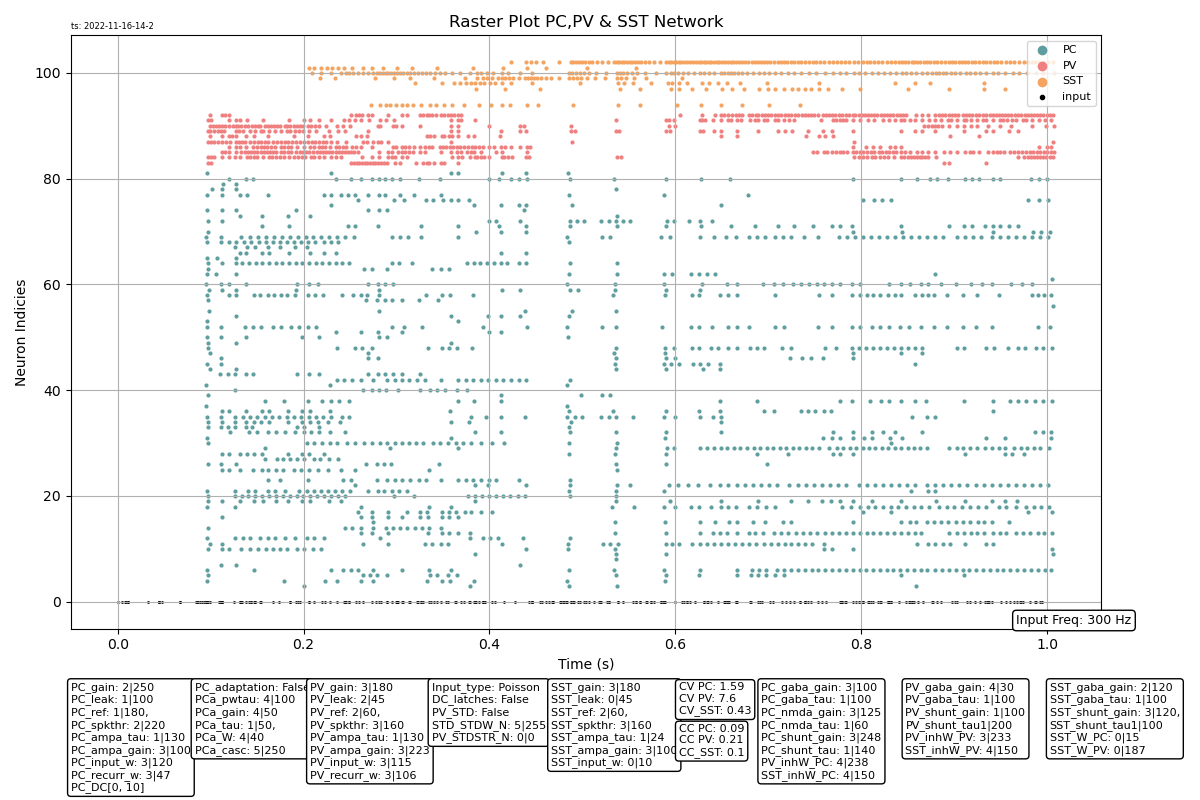 ts: 2022-11-16-14-2
Raster Plot PC,PV & SST Network
PC
PV
SST
input
100
80
60
40
20
0
Neuron Indicies
0.0
0.2
0.4
0.6
0.8
1.0
Time (s)
Input Freq: 300 Hz
PC_gain: 2|250
PC_leak: 1|100
PC_ref: 1|180,
PC_spkthr: 2|220
PC_ampa_tau: 1|130
PC_ampa_gain: 3|100
PC_input_w: 3|120
PC_recurr_w: 3|47
PC_DC[0, 10]
PC_adaptation: False
PCa_pwtau: 4|100
PCa_gain: 4|50
PCa_tau: 1|50,
PCa_W: 4|40
PCa_casc: 5|250
PV_gain: 3|180
PV_leak: 2|45
PV_ref: 2|60,
PV_spkthr: 3|160
PV_ampa_tau: 1|130
PV_ampa_gain: 3|223
PV_input_w: 3|115
PV_recurr_w: 3|106
Input_type: Poisson
DC_latches: False
PV_STD: False
STD_STDW_N: 5|255
PV_STDSTR_N: 0|0
SST_gain: 3|180
SST_leak: 0|45
SST_ref: 2|60,
SST_spkthr: 3|160
SST_ampa_tau: 1|24
SST_ampa_gain: 3|100
SST_input_w: 0|10
CV PC: 1.59
CV PV: 7.6
CV_SST: 0.43
CC PC: 0.09
CC PV: 0.21
CC_SST: 0.1
PC_gaba_gain: 3|100
PC_gaba_tau: 1|100
PC_nmda_gain: 3|125
PC_nmda_tau: 1|60
PC_shunt_gain: 3|248
PC_shunt_tau: 1|140
PV_inhW_PC: 4|238
SST_inhW_PC: 4|150
PV_gaba_gain: 4|30
PV_gaba_tau: 1|100
PV_shunt_gain: 1|100
PV_shunt_tau1|200
PV_inhW_PV: 3|233
SST_inhW_PV: 4|150
SST_gaba_gain: 2|120
SST_gaba_tau: 1|100
SST_shunt_gain: 3|120,
SST_shunt_tau1|100
SST_W_PC: 0|15
SST_W_PV: 0|187